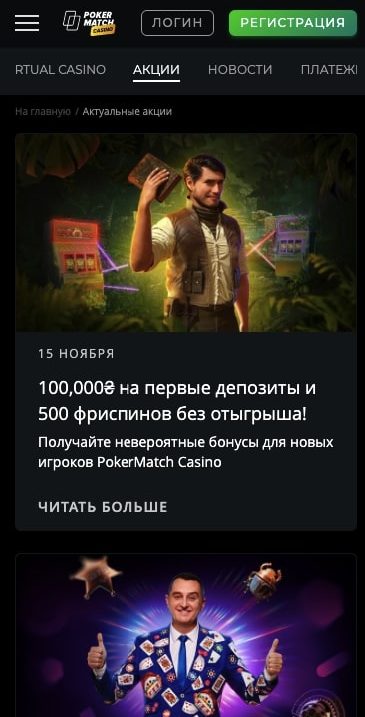 POKER
MATCH
CASINO
ЛОГИН
РЕГИСТРАЦИЯ
RTUAL CASINO АКЦИИ НОВОСТИ ПЛАТЕЖИ
На главную / Актуальные акции
15 НОЯБРЯ
100,000₴ на первые депозиты и
500 фриспинов без отыгрыша!
Получайте невероятные бонусы для новых
игроков PokerMatch Casino
ЧИТАТЬ БОЛЬШЕ